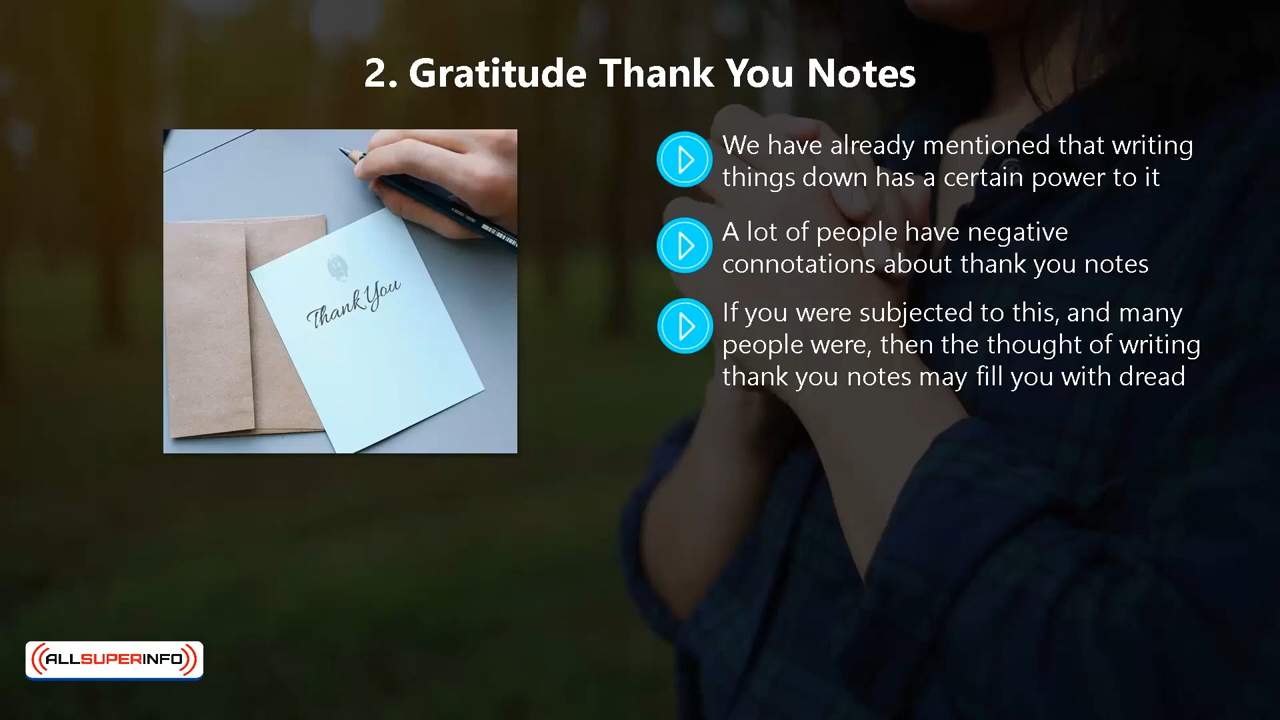 2. Gratitude Thank You Notes
We have already mentioned that writing
things down has a certain power to it
A lot of people have negative
connotations about thank you notes
If you were subjected to this, and many
people were, then the thought of writing
thank you notes may fill you with dread
Thank You
ALLSUPERINFO